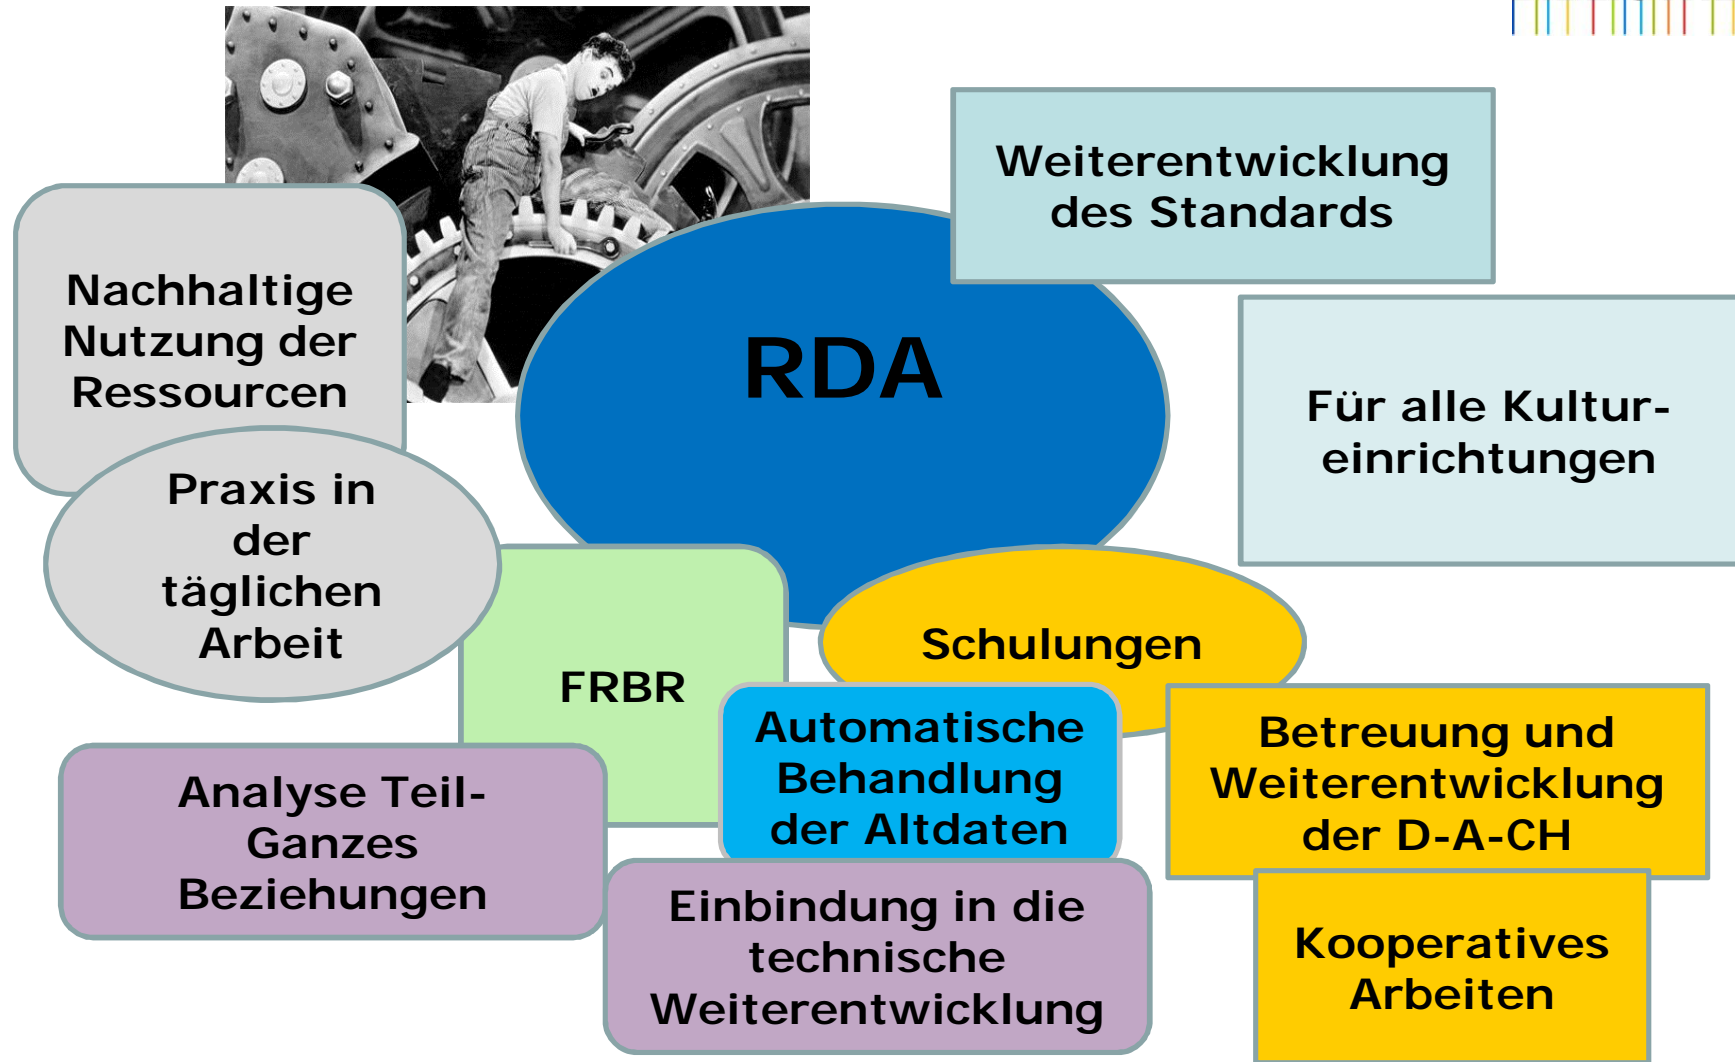 Weiterentwicklung
des Standards
Nachhaltige
Nutzung der
Ressourcen
RDA
Für alle Kultur-
einrichtungen
Praxis in
der
täglichen
Arbeit
FRBR
Schulungen
Automatische
Behandlung
der Altdaten
Betreuung und
Weiterentwicklung
der D-A-CH
Analyse Teil-
Ganzes
Beziehungen
Einbindung in die
technische
Weiterentwicklung
Kooperatives
Arbeiten